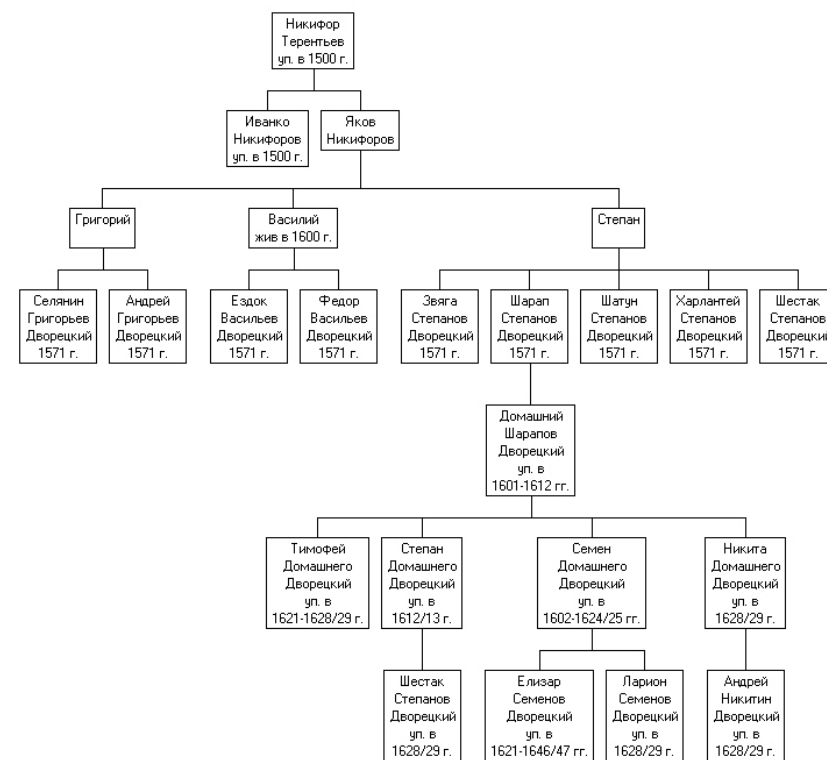 Никифор
Терентьев
уп. в 1500 г.
Иванко
Никифоров
уп. в 1500 г.
Яков
Никифоров
Григорий
Василий
жив в 1600 г.
Степан
Селянин
Григорьев
Дворецкий
1571 г.
Андрей
Григорьев
Дворецкий
1571 г.
Ездок
Васильев
Дворецкий
1571 г.
Федор
Васильев
Дворецкий
1571 г.
Звяга
Степанов
Дворецкий
1571 г.
Шарап
Степанов
Дворецкий
1571 г.
Шатун
Степанов
Дворецкий
1571 г.
Харлантей
Степанов
Дворецкий
1571 г.
Шестак
Степанов
Дворецкий
1571 г.
Домашний
Шарапов
Дворецкий
уп. в
1601-1612 гг.
Тимофей
Домашнего
Дворецкий
уп. в
1621-1628/29 г.
Степан
Домашнего
Дворецкий
уп. в
1612/13 г.
Семен
Домашнего
Дворецкий
уп. в
1602-1624/25 гг.
Никита
Домашнего
Дворецкий
уп. в
1628/29 г.
Шестак
Степанов
Дворецкий
уп. в
1628/29 г.
Елизар
Семенов
Дворецкий
уп. в
1621-1646/47 гг.
Ларион
Семенов
Дворецкий
уп. в
1628/29 г.
Андрей
Никитин
Дворецкий
уп. в
1628/29 г.